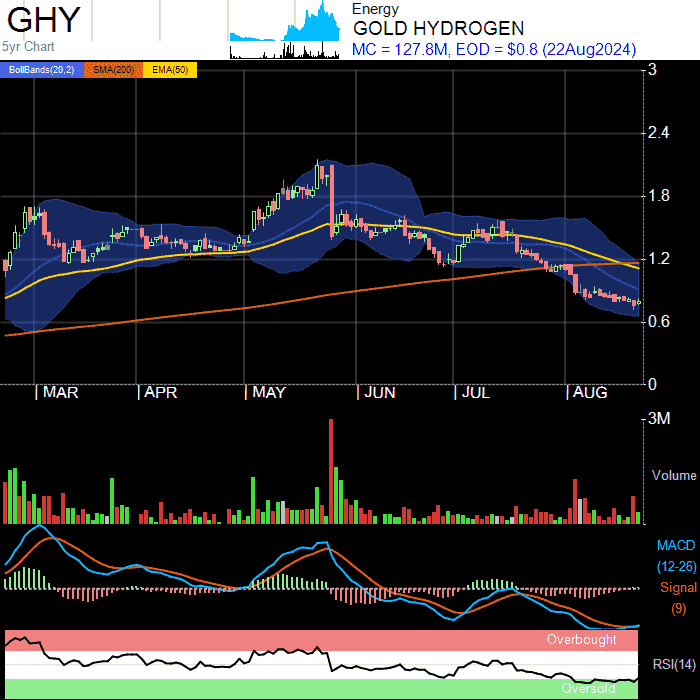 GHY
5yr Chart
Energy
GOLD HYDROGEN
MC = 127.8M, EOD = $0.8 (22Aug2024)
BollBands(20,2) SMA(200) EMA(50)
3
2.4
1.8
1.2
0.6
0
MAR APR MAY JUN JUL AUG
3M
Volume
MACD
(12-26)
Signal
(9)
Overbought
RSI(14)
Oversold